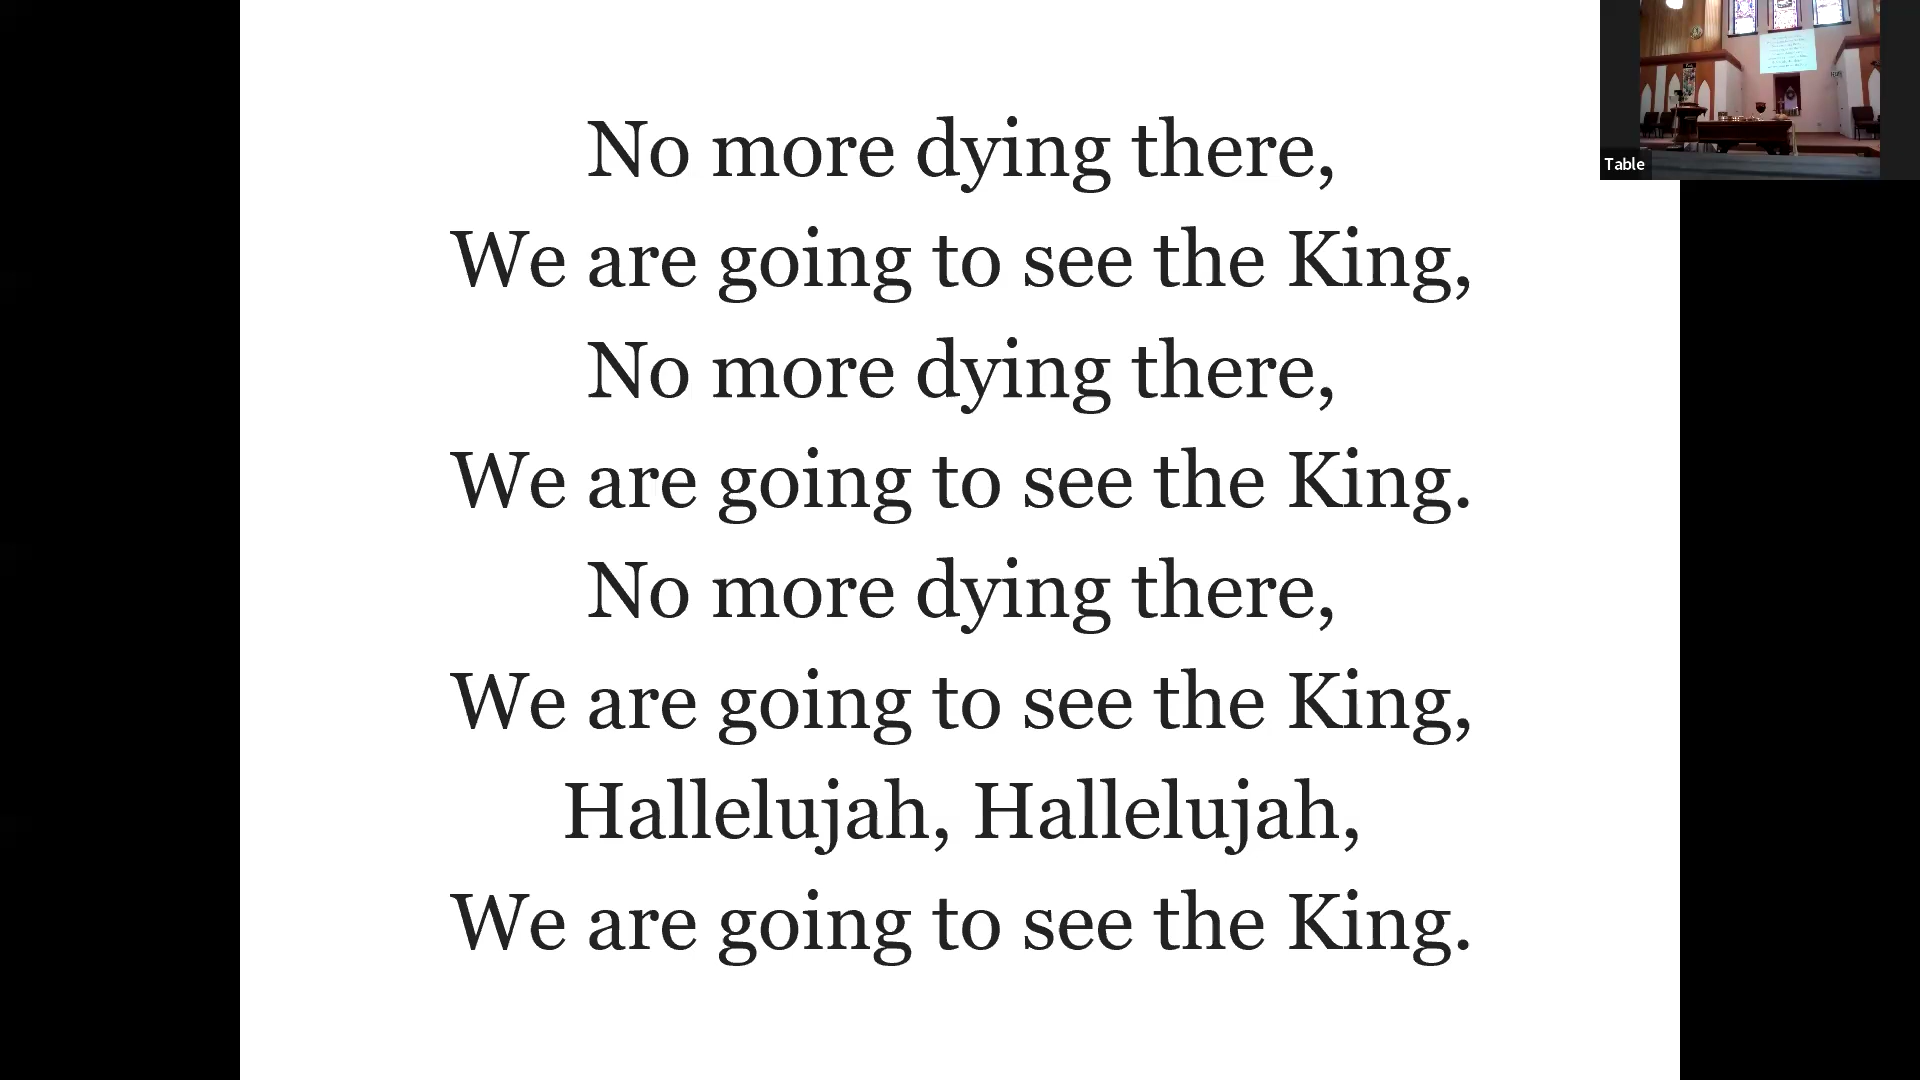 No more dying there,
We are going to see the King,
No more dying there,
We are going to see the King.
No more dying there,
We are going to see the King,
Hallelujah, Hallelujah,
We are going to see the King.
Table